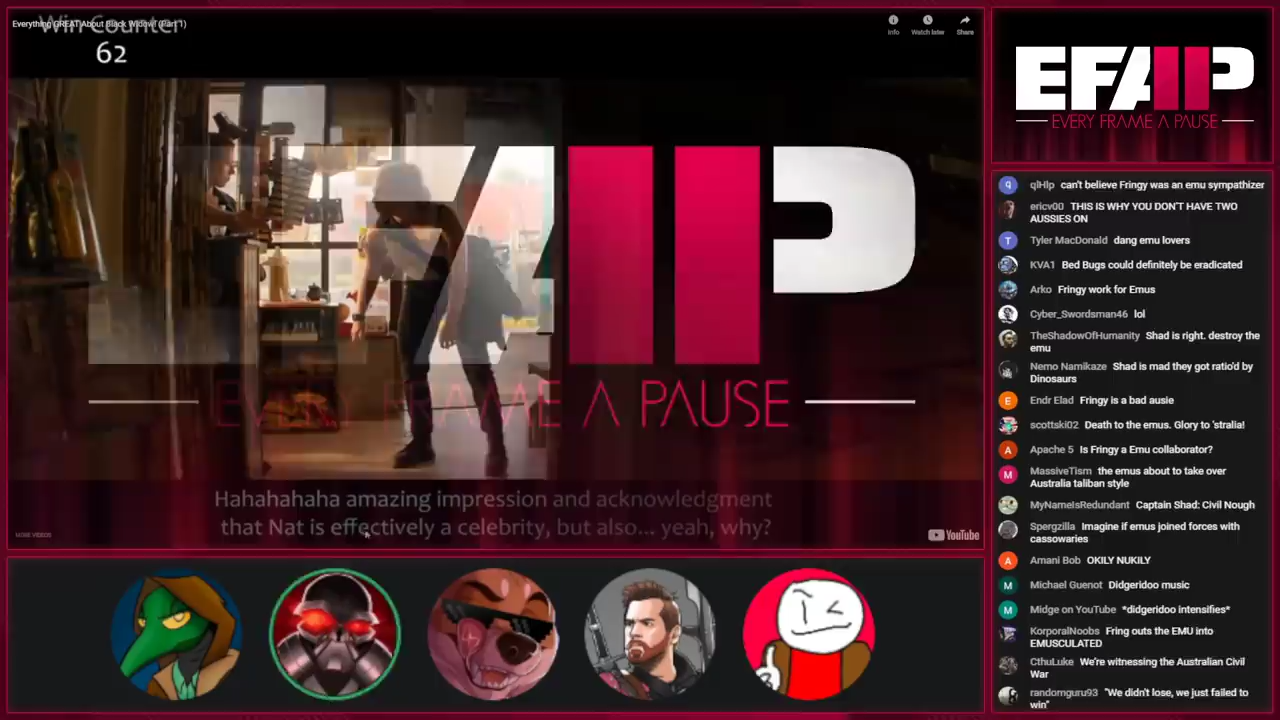 Everything GREAT About Black Widow! (Part 1)
Win Counter
62
Info
Watch later
Share
EFAP
EVERY FRAME A PAUSE
Hahahahaha amazing impression and acknowledgment
that Nat is effectively a celebrity, but also... yeah, why?
MORE VIDEOS
YouTube
EFAP
EVERY FRAME A PAUSE
qlHlp can't believe Fringy was an emu sympathizer
ericv00 THIS IS WHY YOU DON'T HAVE TWO
AUSSIES ON
Tyler MacDonald dang emu lovers
KVA1 Bed Bugs could definitely be eradicated
Arko Fringy work for Emus
Cyber_Swordsman46 lol
TheShadowOfHumanity Shad is right. destroy the
emu
Nemo Namikaze Shad is mad they got ratio'd by
Dinosaurs
Endr Elad Fringy is a bad ausie
scottski02 Death to the emus. Glory to 'stralia!
Apache 5 Is Fringy a Emu collaborator?
MassiveTism the emus about to take over
Australia taliban style
MyNameIsRedundant Captain Shad: Civil Nough
Spergzilla Imagine if emus joined forces with
cassowaries
Amani Bob OKILY NUKILY
Michael Guenot Didgeridoo music
Midge on YouTube *didgeridoo intensifies*
KorporalNoobs Fring outs the EMU into
EMUSCULATED
CthuLuke We're witnessing the Australian Civil
War
randomguru93 "We didn't lose, we just failed to
win"